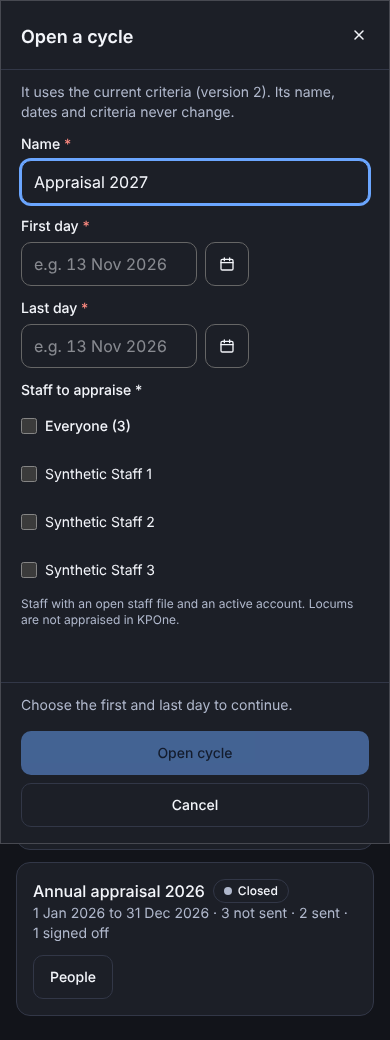 Open a cycle
It uses the current criteria (version 2). Its name,
dates and criteria never change.
Name *
Appraisal 2027
First day *
e.g. 13 Nov 2026
Last day *
e.g. 13 Nov 2026
Staff to appraise *
Everyone (3)
Synthetic Staff 1
Synthetic Staff 2
Synthetic Staff 3
Staff with an open staff file and an active account. Locums
are not appraised in KPOne.
Choose the first and last day to continue.
Open cycle
Cancel
Annual appraisal 2026 Closed
1 Jan 2026 to 31 Dec 2026 · 3 not sent · 2 sent ·
1 signed off
People